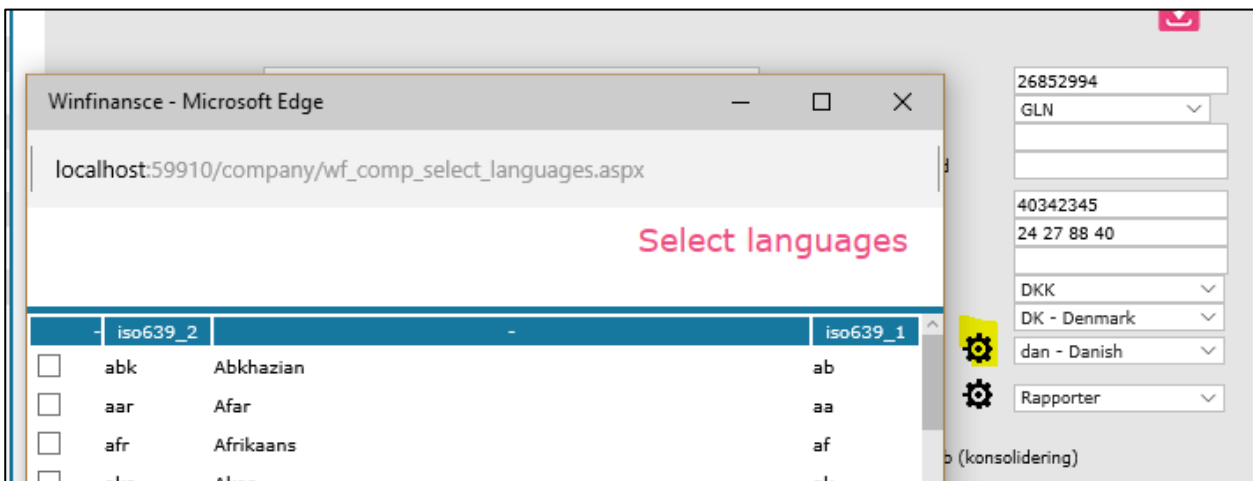 26852994
Winfinansce - Microsoft Edge
GLN
localhost:59910/company/wf_comp_select_languages.aspx
40342345
24 27 88 40
Select languages
DKK
DK - Denmark
- iso639_2 - iso639_1
dan - Danish
abk Abkhazian ab
aar Afar aa
Rapporter
afr Afrikaans af
(konsolidering)